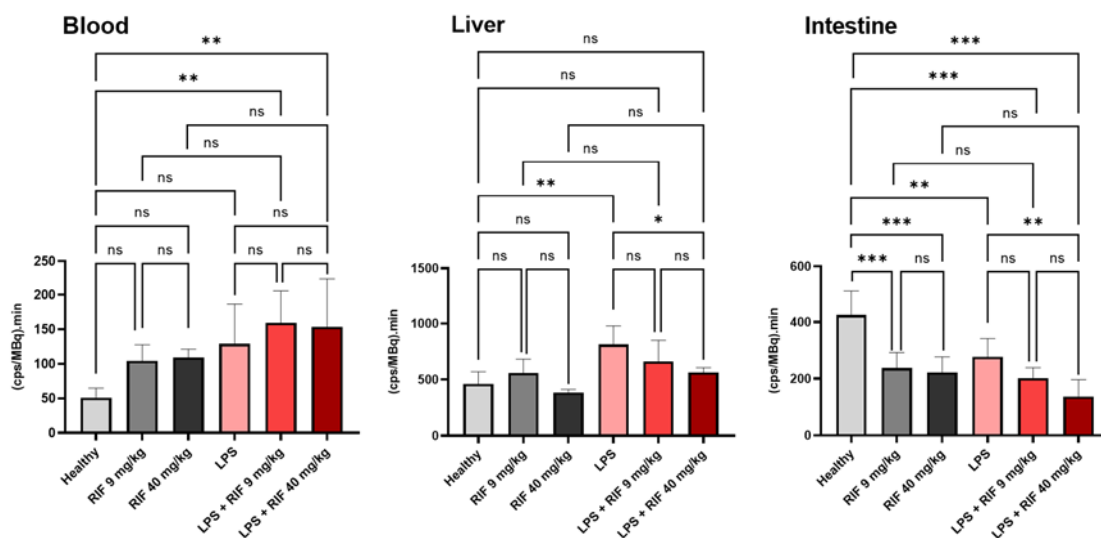 Blood
**
**
ns
ns
ns
ns
ns
ns
ns
ns
ns
250
200
150
100
50
0
(cps/MBq).min
Healthy
RIF 9 mg/kg
RIF 40 mg/kg
LPS
LPS + RIF 9 mg/kg
LPS + RIF 40 mg/kg
Liver
ns
ns
ns
ns
**
ns
*
ns
ns
ns
ns
1500
1000
500
0
(cps/MBq).min
Healthy
RIF 9 mg/kg
RIF 40 mg/kg
LPS
LPS + RIF 9 mg/kg
LPS + RIF 40 mg/kg
Intestine
***
***
ns
ns
**
***
**
***
ns
ns
ns
600
400
200
0
(cps/MBq).min
Healthy
RIF 9 mg/kg
RIF 40 mg/kg
LPS
LPS + RIF 9 mg/kg
LPS + RIF 40 mg/kg